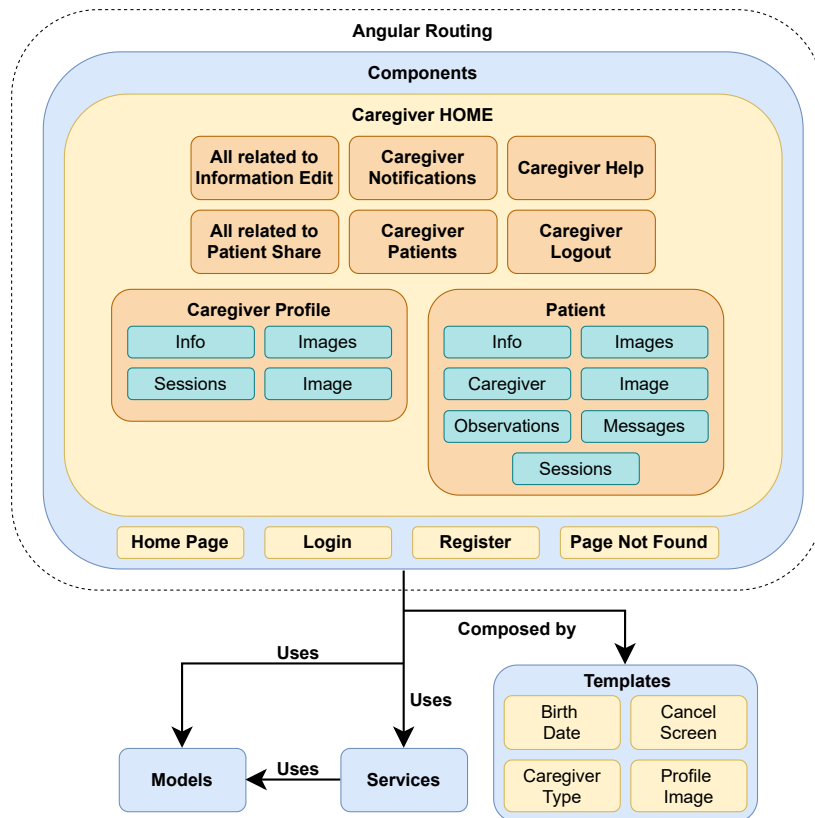 Angular Routing
Components
Caregiver HOME
All related to
Information Edit
Caregiver
Notifications
Caregiver Help
All related to
Patient Share
Caregiver
Patients
Caregiver
Logout
Caregiver Profile
Info
Images
Sessions
Image
Patient
Info
Images
Caregiver
Image
Observations
Messages
Sessions
Home Page
Login
Register
Page Not Found
Composed by
Uses
Uses
Templates
Birth
Date
Cancel
Screen
Caregiver
Type
Profile
Image
Models
Uses
Services